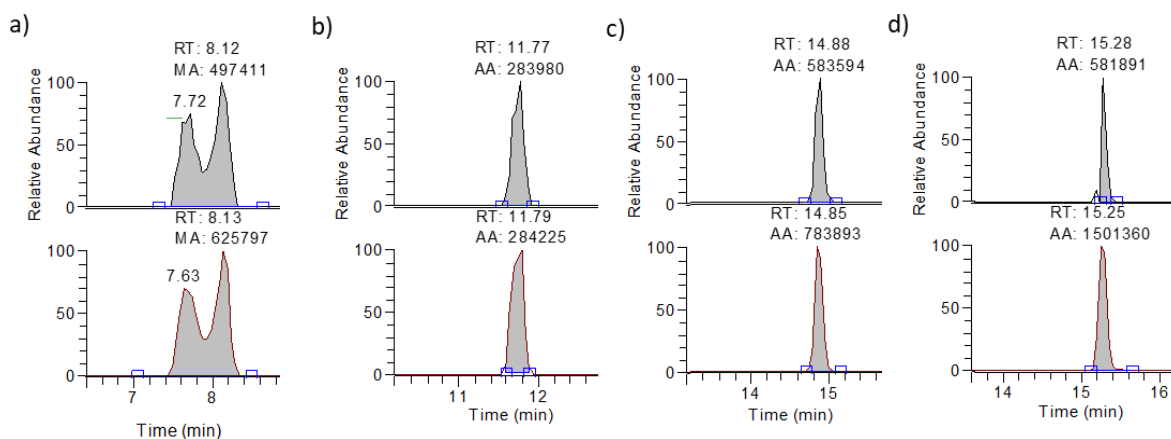 a)
RT: 8.12
MA: 497411
7.72
Relative Abundance
100
50
0
RT: 8.13
MA: 625797
7.63
100
50
0
7 8
Time (min)
b)
RT: 11.77
AA: 283980
Relative Abundance
100
50
0
RT: 11.79
AA: 284225
100
50
0
11 12
Time (min)
c)
RT: 14.88
AA: 583594
Relative Abundance
100
50
0
RT: 14.85
AA: 783893
100
50
0
14 15
Time (min)
d)
RT: 15.28
AA: 581891
Relative Abundance
100
50
0
RT: 15.25
AA: 1501360
100
50
0
14 15 16
Time (min)